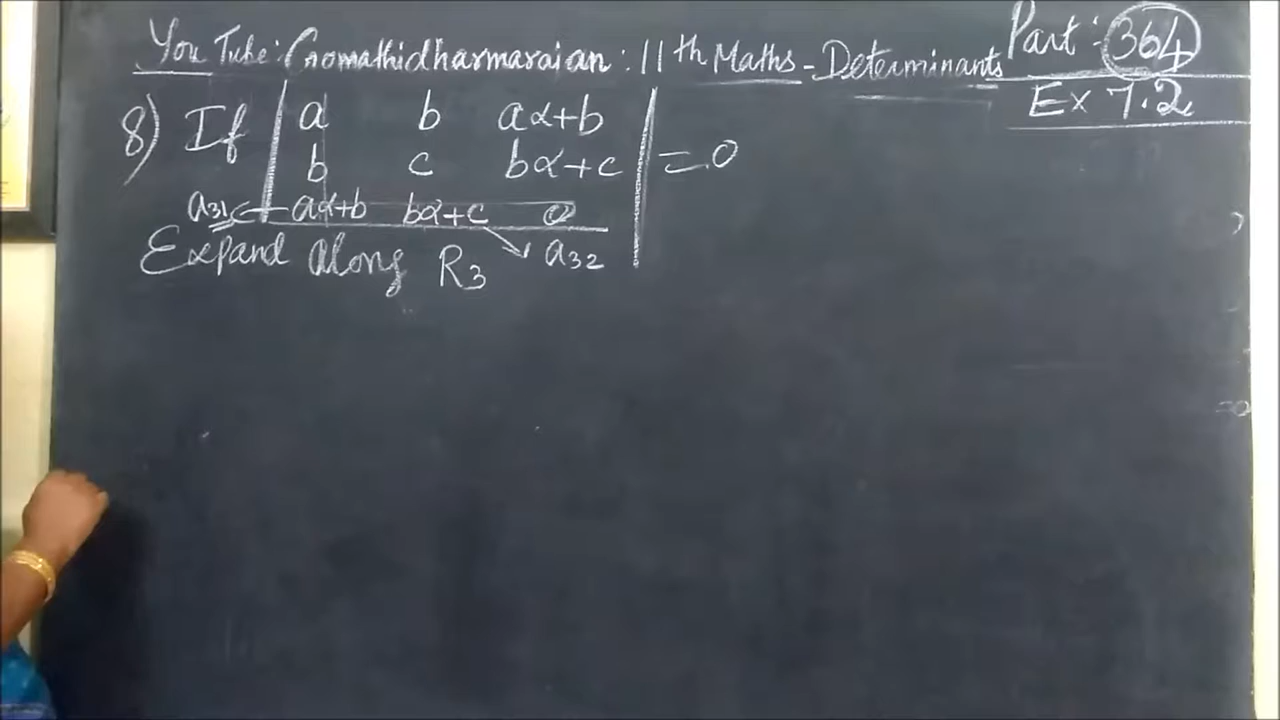 You Tube: Gomathidharmarajan: 11th Maths - Determinants
Part: 364
Ex 7.2
8) If | a b aα+b |
| b c bα+c | = 0
a31 ← | aα+b bα+c 0 |
Expand Along R3 → a32